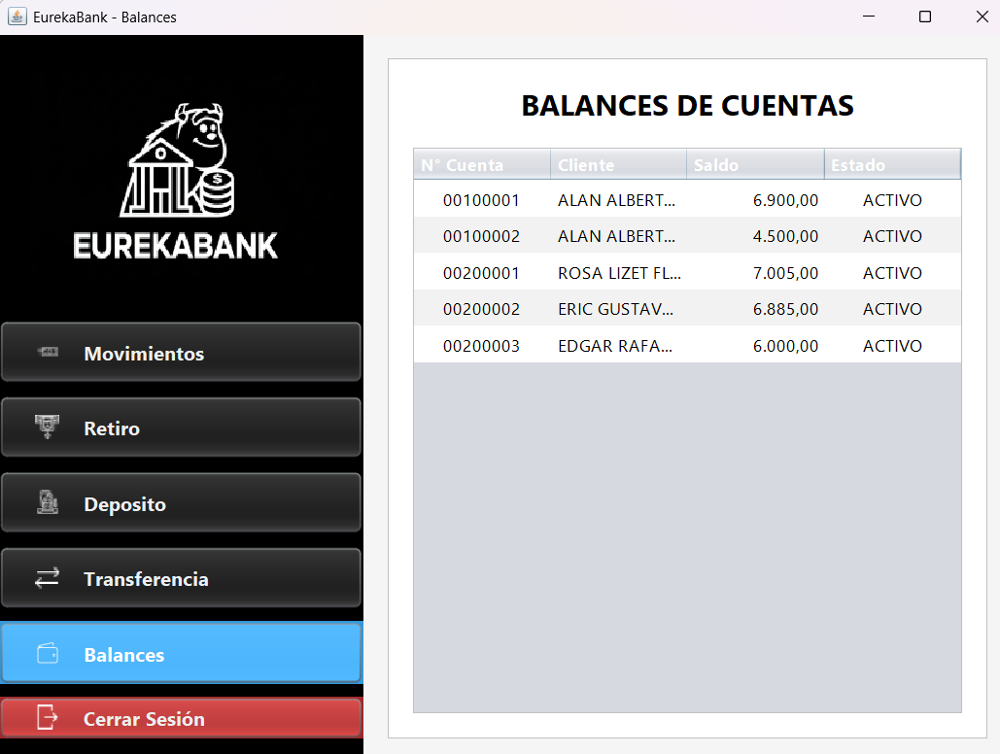 EurekaBank - Balances
EUREKABANK
Movimientos
Retiro
Deposito
Transferencia
Balances
Cerrar Sesión
BALANCES DE CUENTAS
N° Cuenta Cliente Saldo Estado
00100001 ALAN ALBERT... 6.900,00 ACTIVO
00100002 ALAN ALBERT... 4.500,00 ACTIVO
00200001 ROSA LIZET FL... 7.005,00 ACTIVO
00200002 ERIC GUSTAV... 6.885,00 ACTIVO
00200003 EDGAR RAFA... 6.000,00 ACTIVO